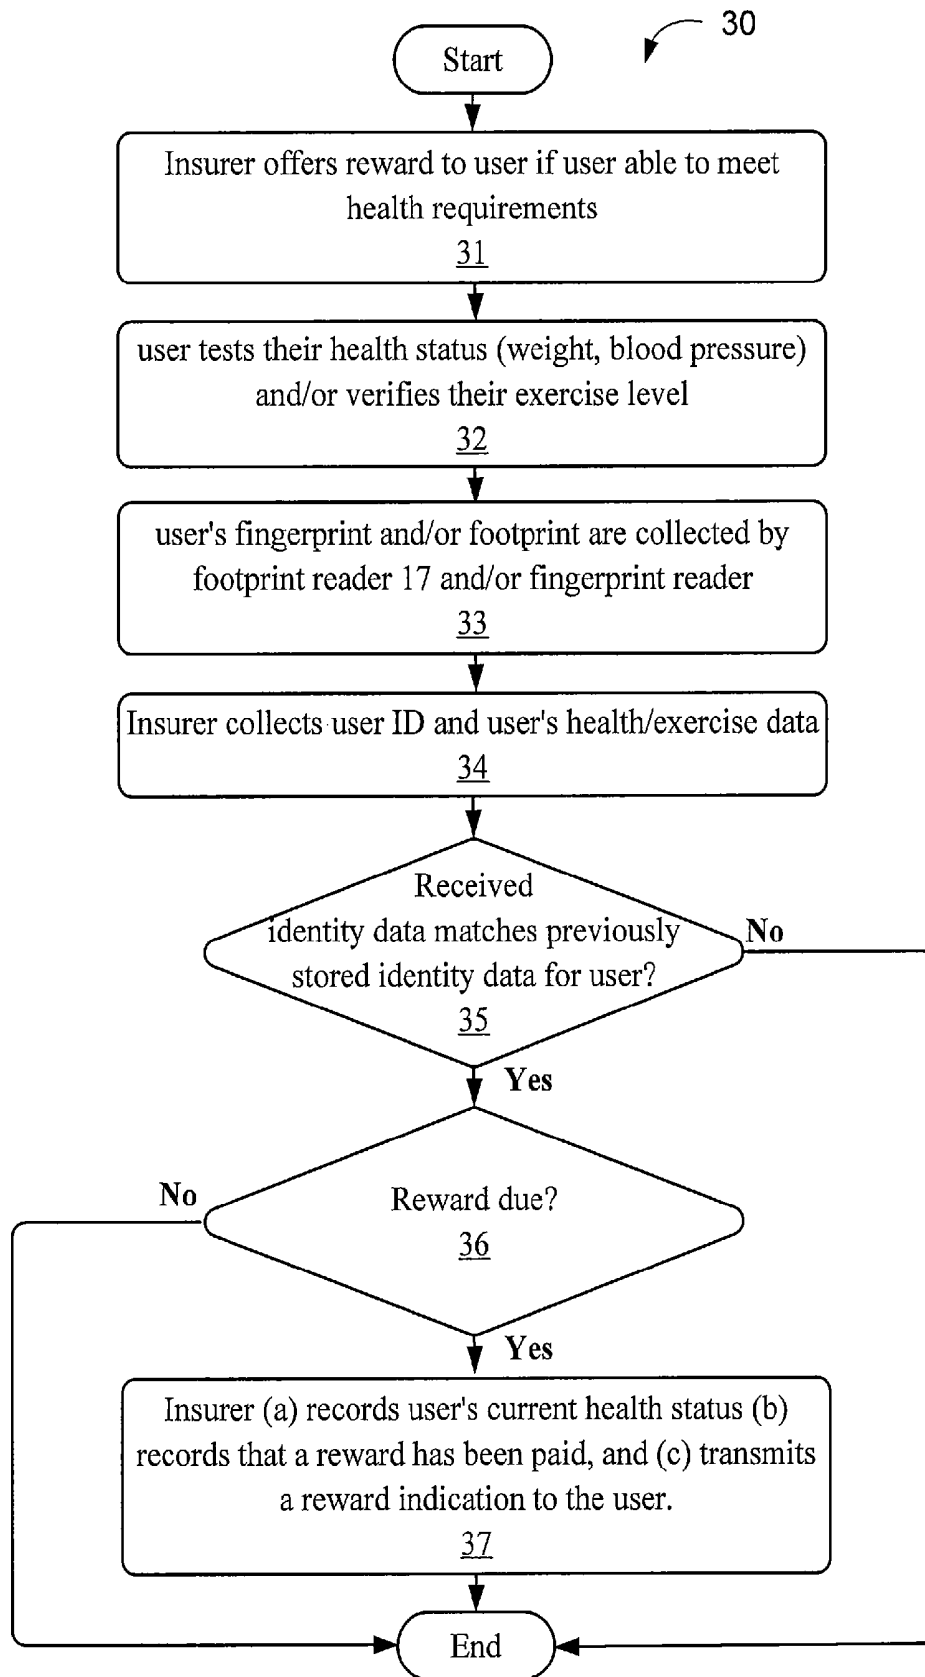 30
Start
Insurer offers reward to user if user able to meet
health requirements
31
user tests their health status (weight, blood pressure)
and/or verifies their exercise level
32
user's fingerprint and/or footprint are collected by
footprint reader 17 and/or fingerprint reader
33
Insurer collects user ID and user's health/exercise data
34
Received
identity data matches previously
stored identity data for user?
35
No
Yes
Reward due?
36
No
Yes
Insurer (a) records user's current health status (b)
records that a reward has been paid, and (c) transmits
a reward indication to the user.
37
End